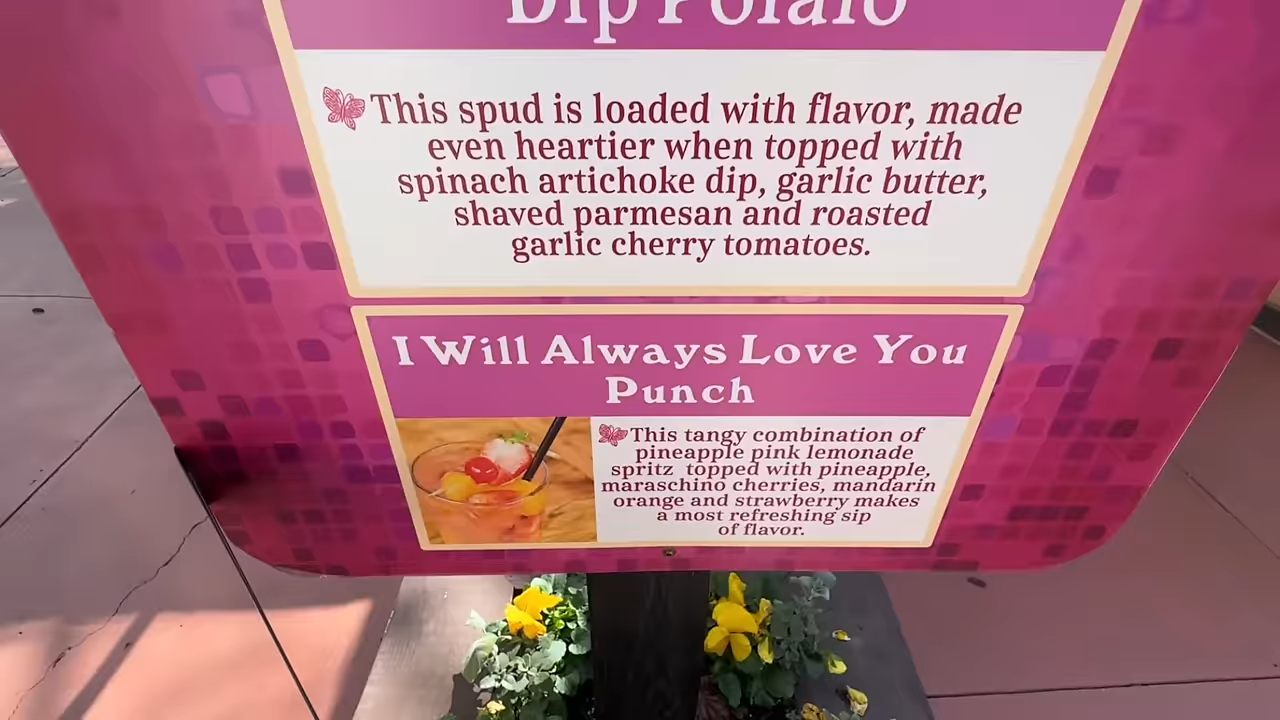 Dip Potato
This spud is loaded with flavor, made
even heartier when topped with
spinach artichoke dip, garlic butter,
shaved parmesan and roasted
garlic cherry tomatoes.
I Will Always Love You
Punch
This tangy combination of
pineapple pink lemonade
spritz topped with pineapple,
maraschino cherries, mandarin
orange and strawberry makes
a most refreshing sip
of flavor.